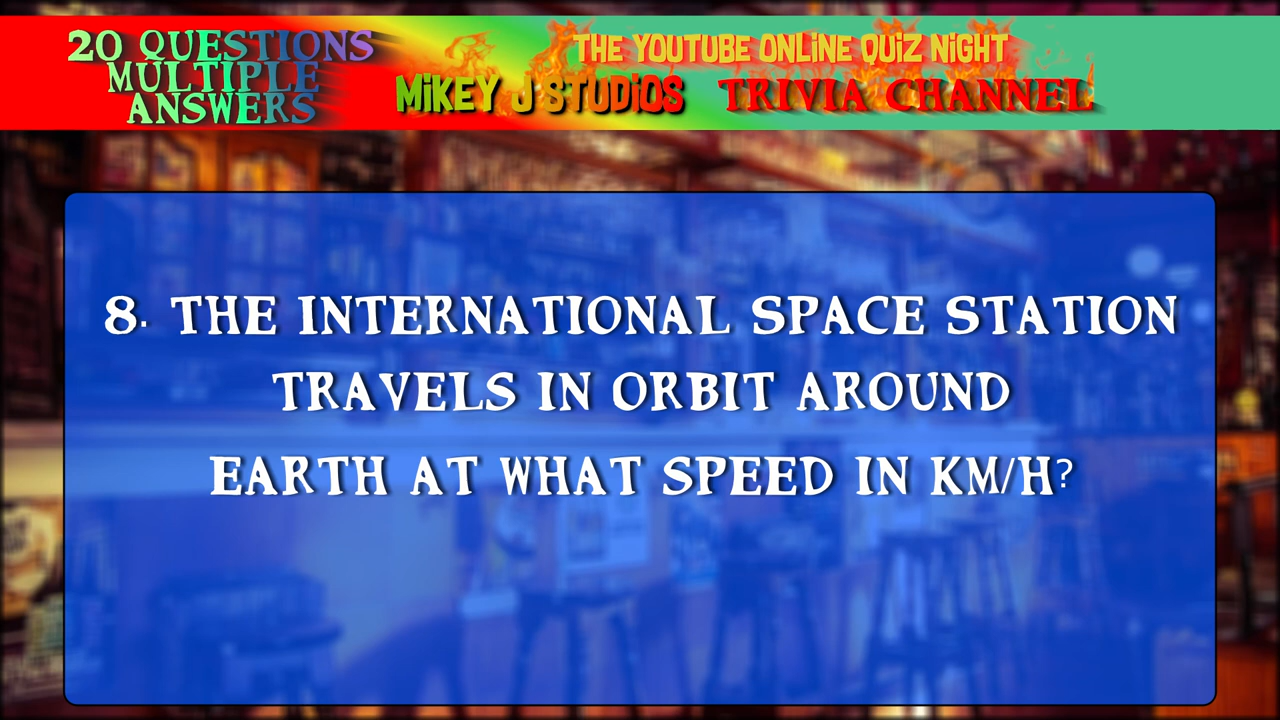 20 QUESTIONS
MULTIPLE
ANSWERS
THE YOUTUBE ONLINE QUIZ NIGHT
MIKEY J STUDIOS TRIVIA CHANNEL
8. THE INTERNATIONAL SPACE STATION
TRAVELS IN ORBIT AROUND
EARTH AT WHAT SPEED IN KM/H?